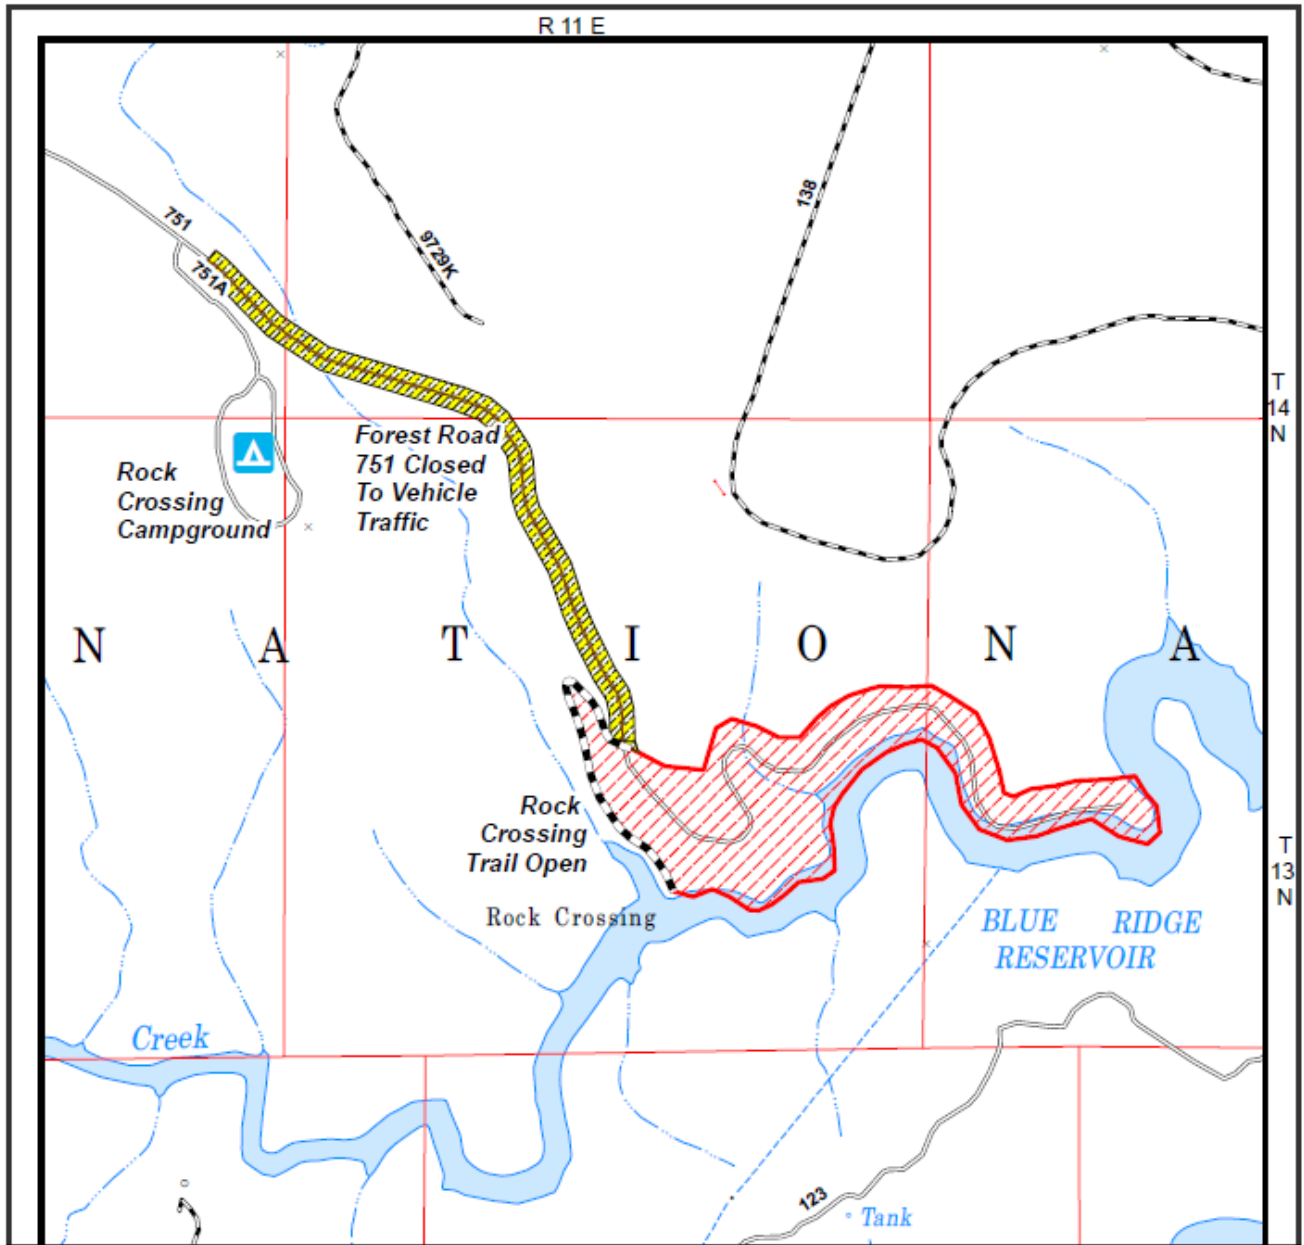 R 11 E
138
751
9729K
751A
T
14
N
Forest Road
751 Closed
To Vehicle
Traffic
Rock
Crossing
Campground
N A T I O N A
Rock
Crossing
Trail Open
T
13
N
Rock Crossing
BLUE RIDGE
RESERVOIR
Creek
123
Tank